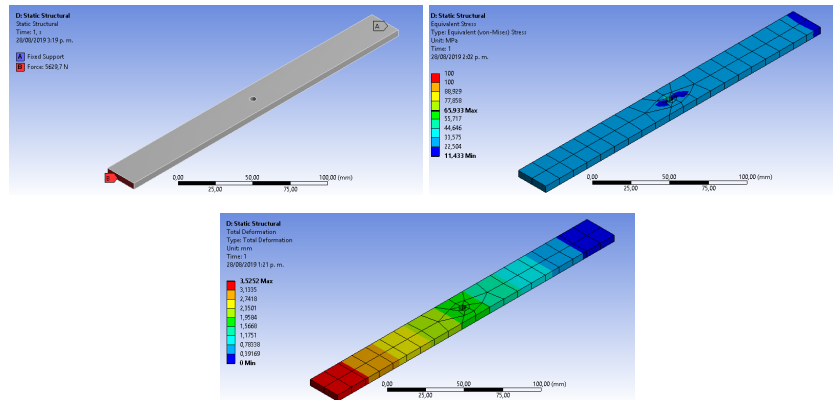 D: Static Structural
Static Structural
Time: 1, s
28/08/2019 3:19 p. m.
A Fixed Support
B Force: 5629,7 N
A
B
0,00 50,00 100,00 (mm)
25,00 75,00
D: Static Structural
Equivalent Stress
Type: Equivalent (von-Mises) Stress
Unit: MPa
Time: 1
28/08/2019 2:02 p. m.
100
100
88,929
77,858
65,933 Max
55,717
44,646
33,575
22,504
11,433 Min
0,00 50,00 100,00 (mm)
25,00 75,00
D: Static Structural
Total Deformation
Type: Total Deformation
Unit: mm
Time: 1
28/08/2019 1:21 p. m.
3,5252 Max
3,1335
2,7418
2,3501
1,9584
1,5668
1,1751
0,78338
0,39169
0 Min
0,00 50,00 100,00 (mm)
25,00 75,00